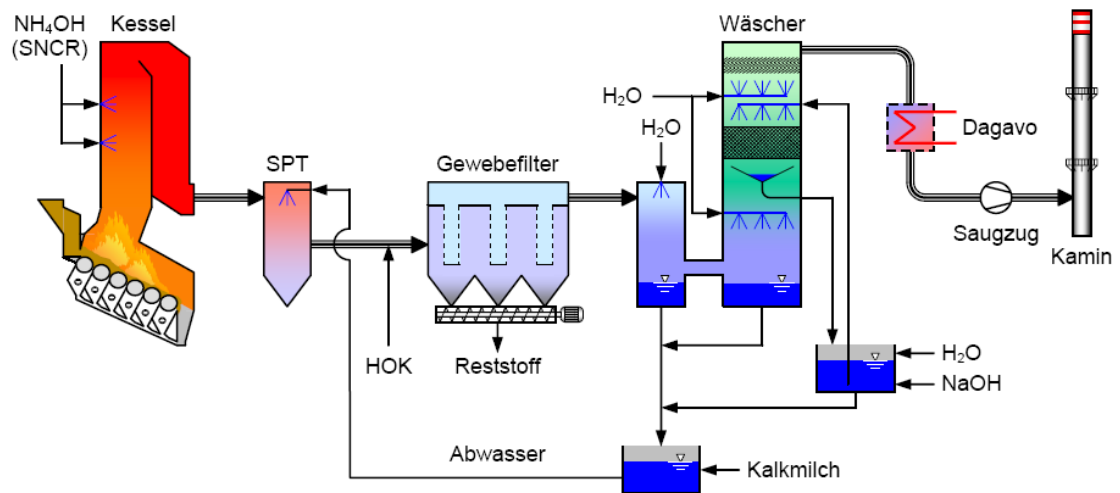 NH₄OH
(SNCR)
Kessel
Wäscher
H₂O
H₂O
SPT
Gewebefilter
Dagavo
Saugzug
Kamin
HOK
Reststoff
H₂O
NaOH
Abwasser
Kalkmilch